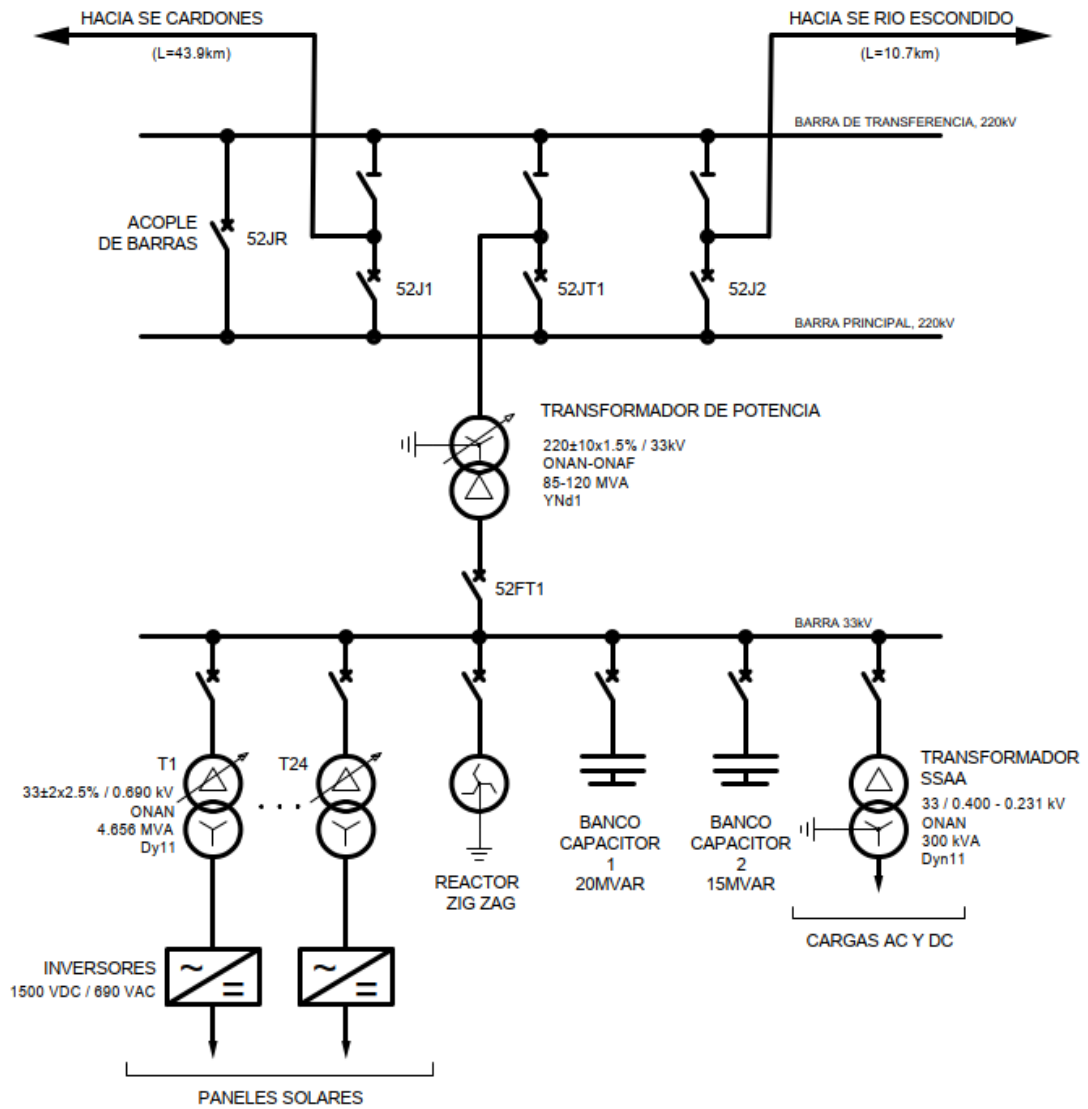 HACIA SE CARDONES
(L=43.9km)
HACIA SE RIO ESCONDIDO
(L=10.7km)
BARRA DE TRANSFERENCIA, 220kV
ACOPLE
DE BARRAS
52JR
52J1
52JT1
52J2
BARRA PRINCIPAL, 220kV
TRANSFORMADOR DE POTENCIA
220±10x1.5% / 33kV
ONAN-ONAF
85-120 MVA
YNd1
52FT1
BARRA 33kV
T1
33±2x2.5% / 0.690 kV
ONAN
4.656 MVA
Dy11
. . .
T24
REACTOR
ZIG ZAG
BANCO
CAPACITOR
1
20MVAR
BANCO
CAPACITOR
2
15MVAR
TRANSFORMADOR
SSAA
33 / 0.400 - 0.231 kV
ONAN
300 kVA
Dyn11
CARGAS AC Y DC
INVERSORES
1500 VDC / 690 VAC
~ =
~ =
PANELES SOLARES